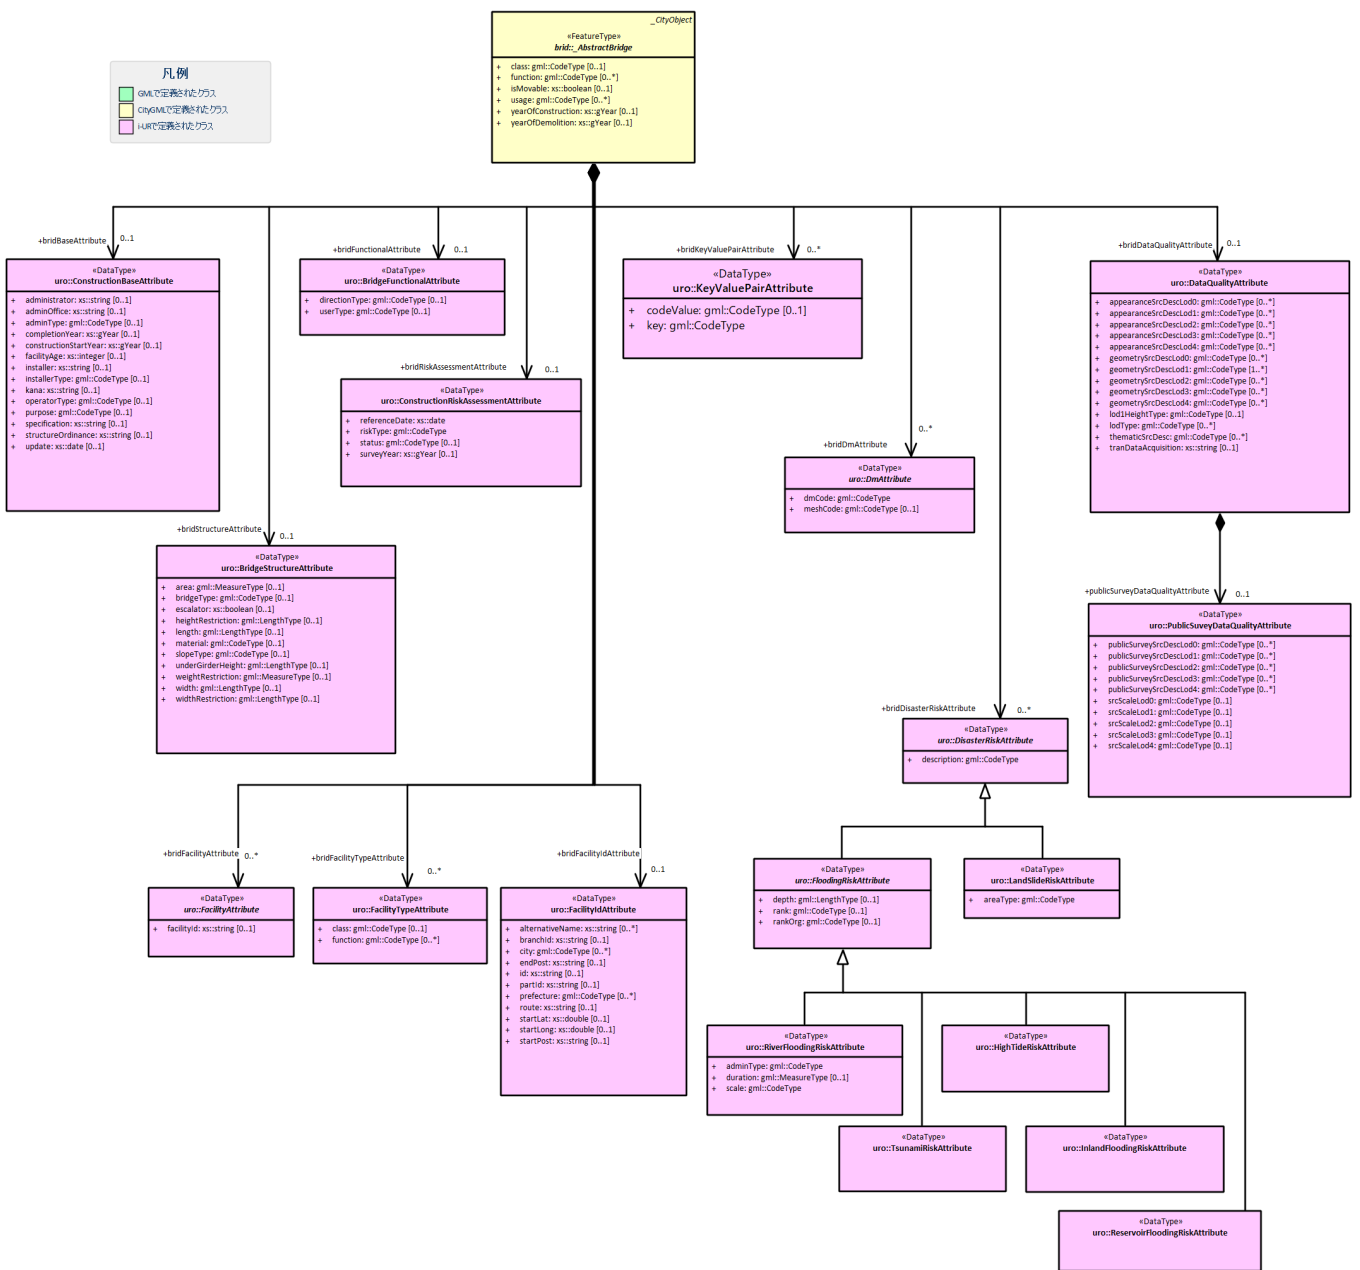 _CityObject
«FeatureType»
brid::_AbstractBridge
+ class: gml::CodeType [0..1]
+ function: gml::CodeType [0..*]
+ isMovable: xs::boolean [0..1]
+ usage: gml::CodeType [0..*]
+ yearOfConstruction: xs::gYear [0..1]
+ yearOfDemolition: xs::gYear [0..1]
凡例
GMLで定義されたクラス
CityGMLで定義されたクラス
i-URで定義されたクラス
+bridBaseAttribute 0..1
«DataType»
uro::ConstructionBaseAttribute
+ administrator: xs::string [0..1]
+ adminOffice: xs::string [0..1]
+ adminType: gml::CodeType [0..1]
+ completionYear: xs::gYear [0..1]
+ constructionStartYear: xs::gYear [0..1]
+ facilityAge: xs::integer [0..1]
+ installer: xs::string [0..1]
+ installerType: gml::CodeType [0..1]
+ kana: xs::string [0..1]
+ operatorType: gml::CodeType [0..1]
+ purpose: gml::CodeType [0..1]
+ specification: xs::string [0..1]
+ structureOrdinance: xs::string [0..1]
+ update: xs::date [0..1]
+bridFunctionalAttribute 0..1
«DataType»
uro::BridgeFunctionalAttribute
+ directionType: gml::CodeType [0..1]
+ userType: gml::CodeType [0..1]
+bridRiskAssessmentAttribute 0..1
«DataType»
uro::ConstructionRiskAssessmentAttribute
+ referenceDate: xs::date
+ riskType: gml::CodeType
+ status: gml::CodeType [0..1]
+ surveyYear: xs::gYear [0..1]
+bridKeyValuePairAttribute 0..*
«DataType»
uro::KeyValuePairAttribute
+ codeValue: gml::CodeType [0..1]
+ key: gml::CodeType
+bridDmAttribute 0..*
«DataType»
uro::DmAttribute
+ dmCode: gml::CodeType
+ meshCode: gml::CodeType [0..1]
+bridDataQualityAttribute 0..1
«DataType»
uro::DataQualityAttribute
+ appearanceSrcDescLod0: gml::CodeType [0..*]
+ appearanceSrcDescLod1: gml::CodeType [0..*]
+ appearanceSrcDescLod2: gml::CodeType [0..*]
+ appearanceSrcDescLod3: gml::CodeType [0..*]
+ appearanceSrcDescLod4: gml::CodeType [0..*]
+ geometrySrcDescLod0: gml::CodeType [0..*]
+ geometrySrcDescLod1: gml::CodeType [1..*]
+ geometrySrcDescLod2: gml::CodeType [0..*]
+ geometrySrcDescLod3: gml::CodeType [0..*]
+ geometrySrcDescLod4: gml::CodeType [0..*]
+ lod1HeightType: gml::CodeType [0..1]
+ lodType: gml::CodeType [0..*]
+ thematicSrcDesc: gml::CodeType [0..*]
+ tranDataAcquisition: xs::string [0..1]
+bridStructureAttribute 0..1
«DataType»
uro::BridgeStructureAttribute
+ area: gml::MeasureType [0..1]
+ bridgeType: gml::CodeType [0..1]
+ escalator: xs::boolean [0..1]
+ heightRestriction: gml::LengthType [0..1]
+ length: gml::LengthType [0..1]
+ material: gml::CodeType [0..1]
+ slopeType: gml::CodeType [0..1]
+ underGirderHeight: gml::LengthType [0..1]
+ weightRestriction: gml::MeasureType [0..1]
+ width: gml::LengthType [0..1]
+ widthRestriction: gml::LengthType [0..1]
+publicSurveyDataQualityAttribute 0..1
«DataType»
uro::PublicSuveyDataQualityAttribute
+ publicSurveySrcDescLod0: gml::CodeType [0..*]
+ publicSurveySrcDescLod1: gml::CodeType [0..*]
+ publicSurveySrcDescLod2: gml::CodeType [0..*]
+ publicSurveySrcDescLod3: gml::CodeType [0..*]
+ publicSurveySrcDescLod4: gml::CodeType [0..*]
+ srcScaleLod0: gml::CodeType [0..1]
+ srcScaleLod1: gml::CodeType [0..1]
+ srcScaleLod2: gml::CodeType [0..1]
+ srcScaleLod3: gml::CodeType [0..1]
+ srcScaleLod4: gml::CodeType [0..1]
+bridDisasterRiskAttribute 0..*
«DataType»
uro::DisasterRiskAttribute
+ description: gml::CodeType
+bridFacilityAttribute 0..*
«DataType»
uro::FacilityAttribute
+ facilityId: xs::string [0..1]
+bridFacilityTypeAttribute 0..*
«DataType»
uro::FacilityTypeAttribute
+ class: gml::CodeType [0..1]
+ function: gml::CodeType [0..*]
+bridFacilityIdAttribute 0..1
«DataType»
uro::FacilityIdAttribute
+ alternativeName: xs::string [0..*]
+ branchId: xs::string [0..1]
+ city: gml::CodeType [0..*]
+ endPost: xs::string [0..1]
+ id: xs::string [0..1]
+ partId: xs::string [0..1]
+ prefecture: gml::CodeType [0..*]
+ route: xs::string [0..1]
+ startLat: xs::double [0..1]
+ startLong: xs::double [0..1]
+ startPost: xs::string [0..1]
«DataType»
uro::FloodingRiskAttribute
+ depth: gml::LengthType [0..1]
+ rank: gml::CodeType [0..1]
+ rankOrg: gml::CodeType [0..1]
«DataType»
uro::LandSlideRiskAttribute
+ areaType: gml::CodeType
«DataType»
uro::RiverFloodingRiskAttribute
+ adminType: gml::CodeType
+ duration: gml::MeasureType [0..1]
+ scale: gml::CodeType
«DataType»
uro::HighTideRiskAttribute
«DataType»
uro::TsunamiRiskAttribute
«DataType»
uro::InlandFloodingRiskAttribute
«DataType»
uro::ReservoirFloodingRiskAttribute